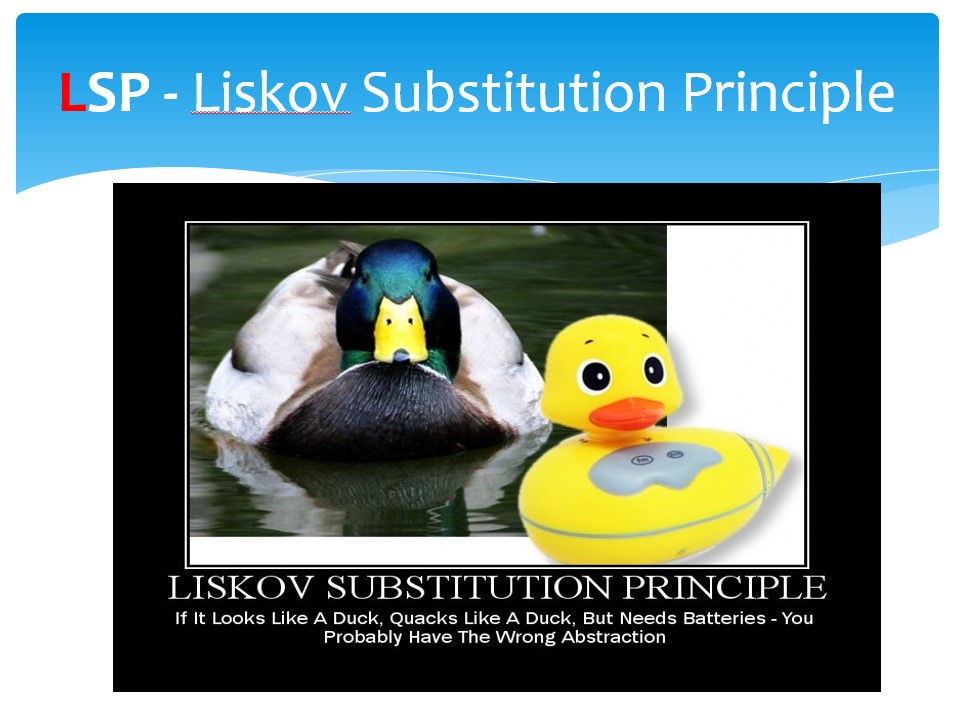 LSP - Liskov Substitution Principle
LISKOV SUBSTITUTION PRINCIPLE
If It Looks Like A Duck, Quacks Like A Duck, But Needs Batteries - You
Probably Have The Wrong Abstraction